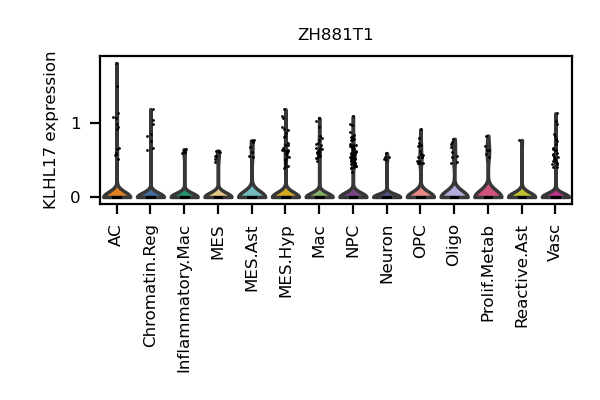 ZH881T1
KLHL17 expression
1
0
AC
Chromatin.Reg
Inflammatory.Mac
MES
MES.Ast
MES.Hyp
Mac
NPC
Neuron
OPC
Oligo
Prolif.Metab
Reactive.Ast
Vasc